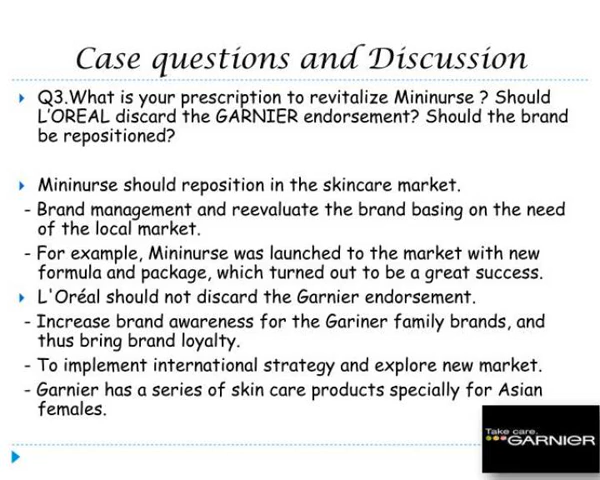 Case questions and Discussion
Q3.What is your prescription to revitalize Mininurse ? Should
L'OREAL discard the GARNIER endorsement? Should the brand
be repositioned?
Mininurse should reposition in the skincare market.
- Brand management and reevaluate the brand basing on the need
of the local market.
- For example, Mininurse was launched to the market with new
formula and package, which turned out to be a great success.
L'Oréal should not discard the Garnier endorsement.
- Increase brand awareness for the Gariner family brands, and
thus bring brand loyalty.
- To implement international strategy and explore new market.
- Garnier has a series of skin care products specially for Asian
females.
Take care.
GARNIER